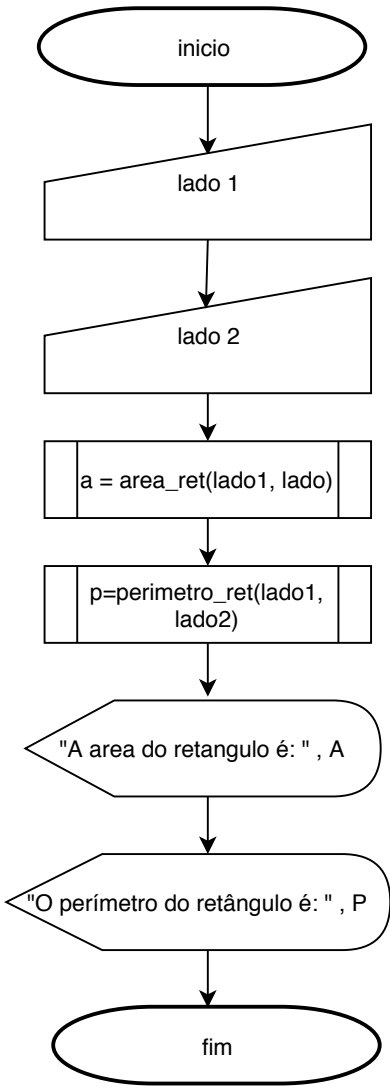 inicio
lado 1
lado 2
a = area_ret(lado1, lado)
p=perimetro_ret(lado1,
lado2)
"A area do retangulo é: " , A
"O perímetro do retângulo é: " , P
fim